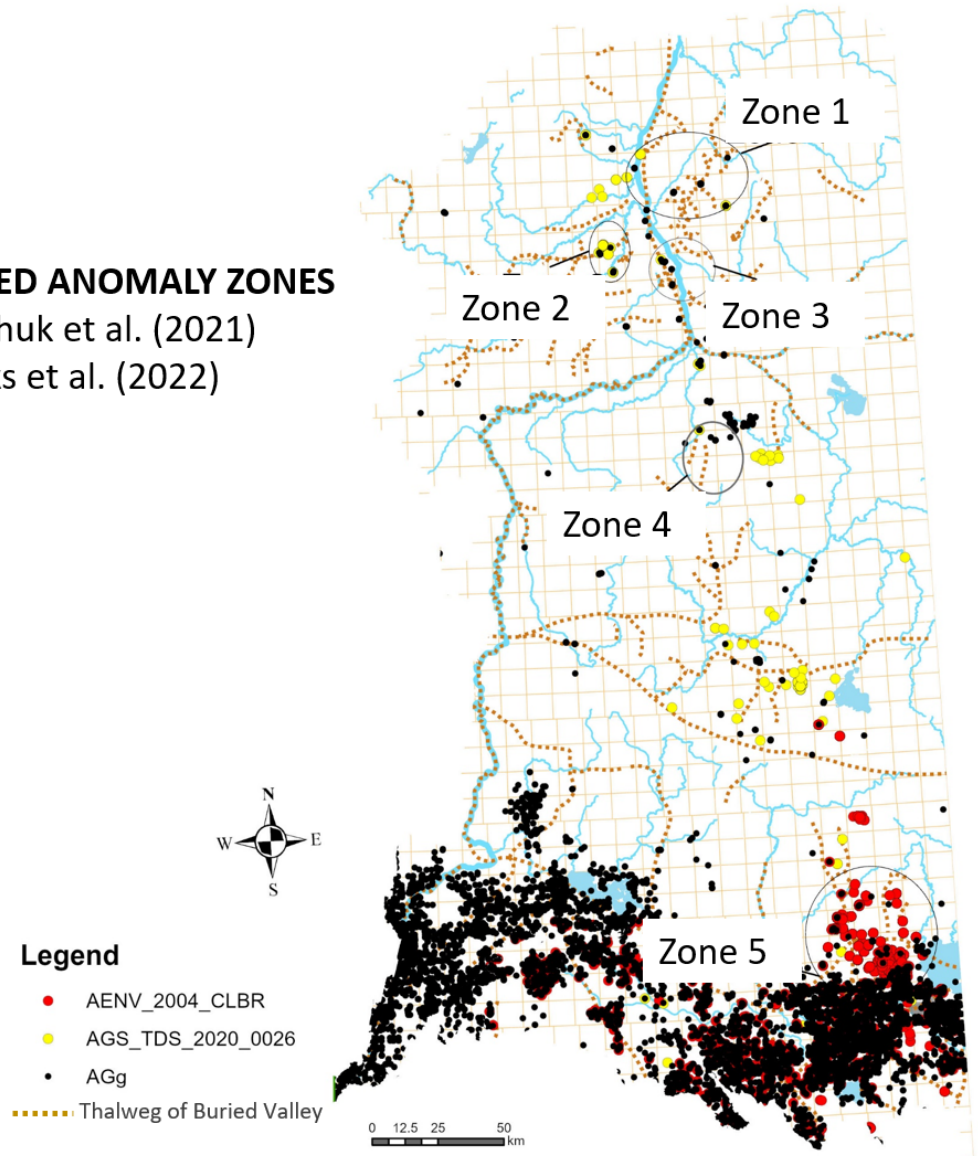 Zone 1
ED ANOMALY ZONES
huk et al. (2021)
s et al. (2022)
Zone 2
Zone 3
Zone 4
N
W
E
S
Zone 5
Legend
AENV_2004_CLBR
AGS_TDS_2020_0026
AGg
Thalweg of Buried Valley
0 12.5 25 50
km